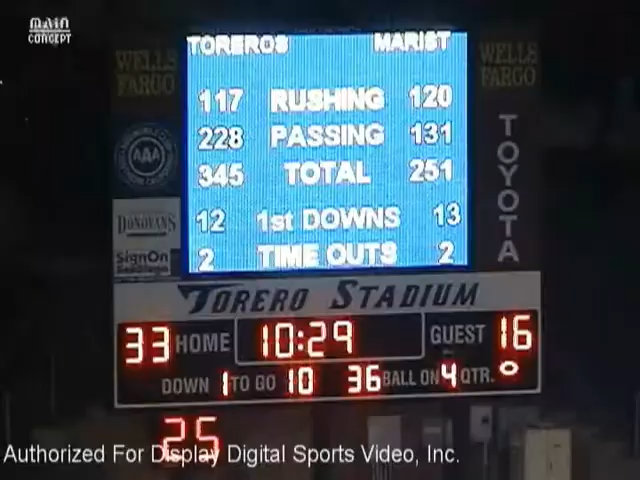 MAIN
CONCEPT
TOREROS MARIST
WELLS FARGO
WELLS FARGO
117 RUSHING 120
228 PASSING 131
345 TOTAL 251
12 1st DOWNS 13
2 TIME OUTS 2
AAA
TOYOTA
DONOVANS
SignOn
SanDiego
TORERO STADIUM
33 HOME 10:29 GUEST 16
DOWN 1 TO GO 10 36 BALL ON 4 QTR.
25
Authorized For Display Digital Sports Video, Inc.